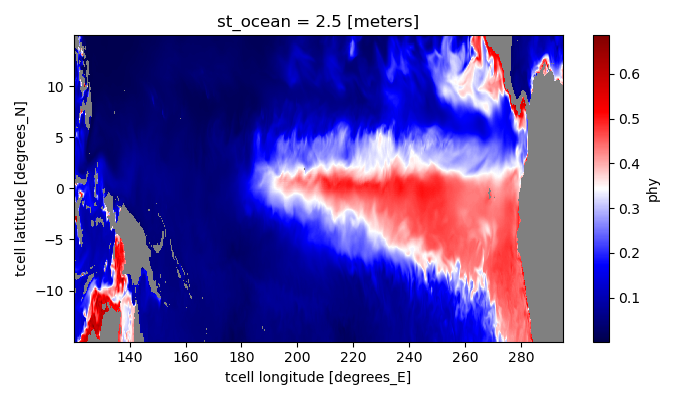 st_ocean = 2.5 [meters]
10
5
0
−5
−10
tcell latitude [degrees_N]
140 160 180 200 220 240 260 280
tcell longitude [degrees_E]
0.6
0.5
0.4
0.3
0.2
0.1
phy